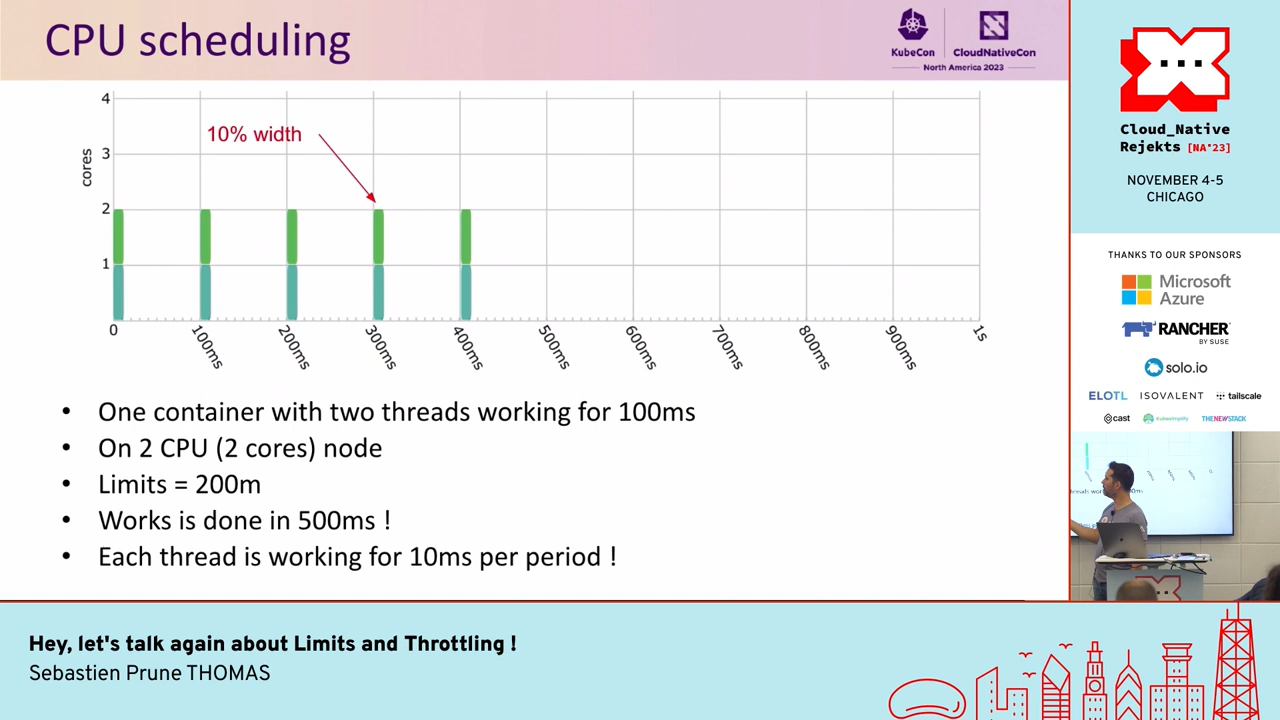 CPU scheduling
KubeCon
CloudNativeCon
North America 2023
4
3
2
1
cores
10% width
0
100ms
200ms
300ms
400ms
500ms
600ms
700ms
800ms
900ms
1s
• One container with two threads working for 100ms
• On 2 CPU (2 cores) node
• Limits = 200m
• Works is done in 500ms !
• Each thread is working for 10ms per period !
Cloud_Native
Rejekts [NA'23]
NOVEMBER 4-5
CHICAGO
THANKS TO OUR SPONSORS
Microsoft
Azure
RANCHER
BY SUSE
solo.io
ELOTL
ISOVALENT
tailscale
cast
Kubesimplify
THENEWSTACK
Hey, let's talk again about Limits and Throttling !
Sebastien Prune THOMAS